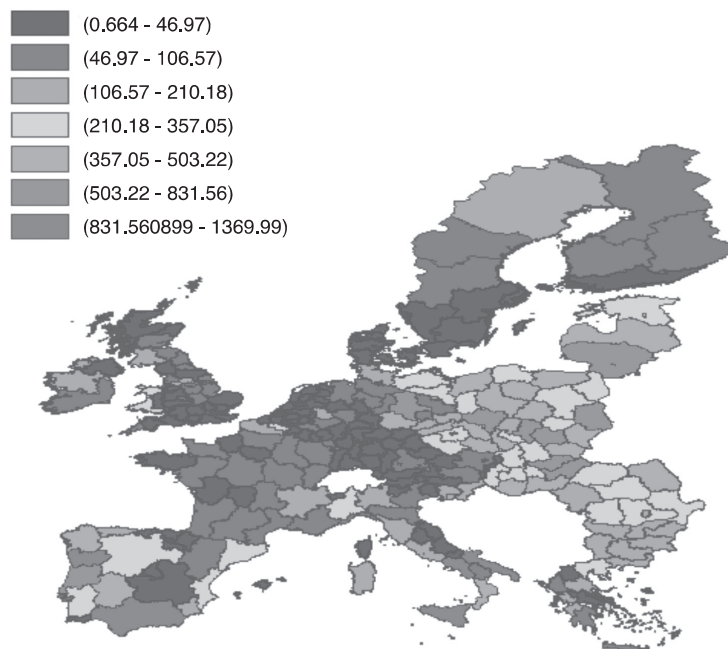 (0.664 - 46.97)
(46.97 - 106.57)
(106.57 - 210.18)
(210.18 - 357.05)
(357.05 - 503.22)
(503.22 - 831.56)
(831.560899 - 1369.99)